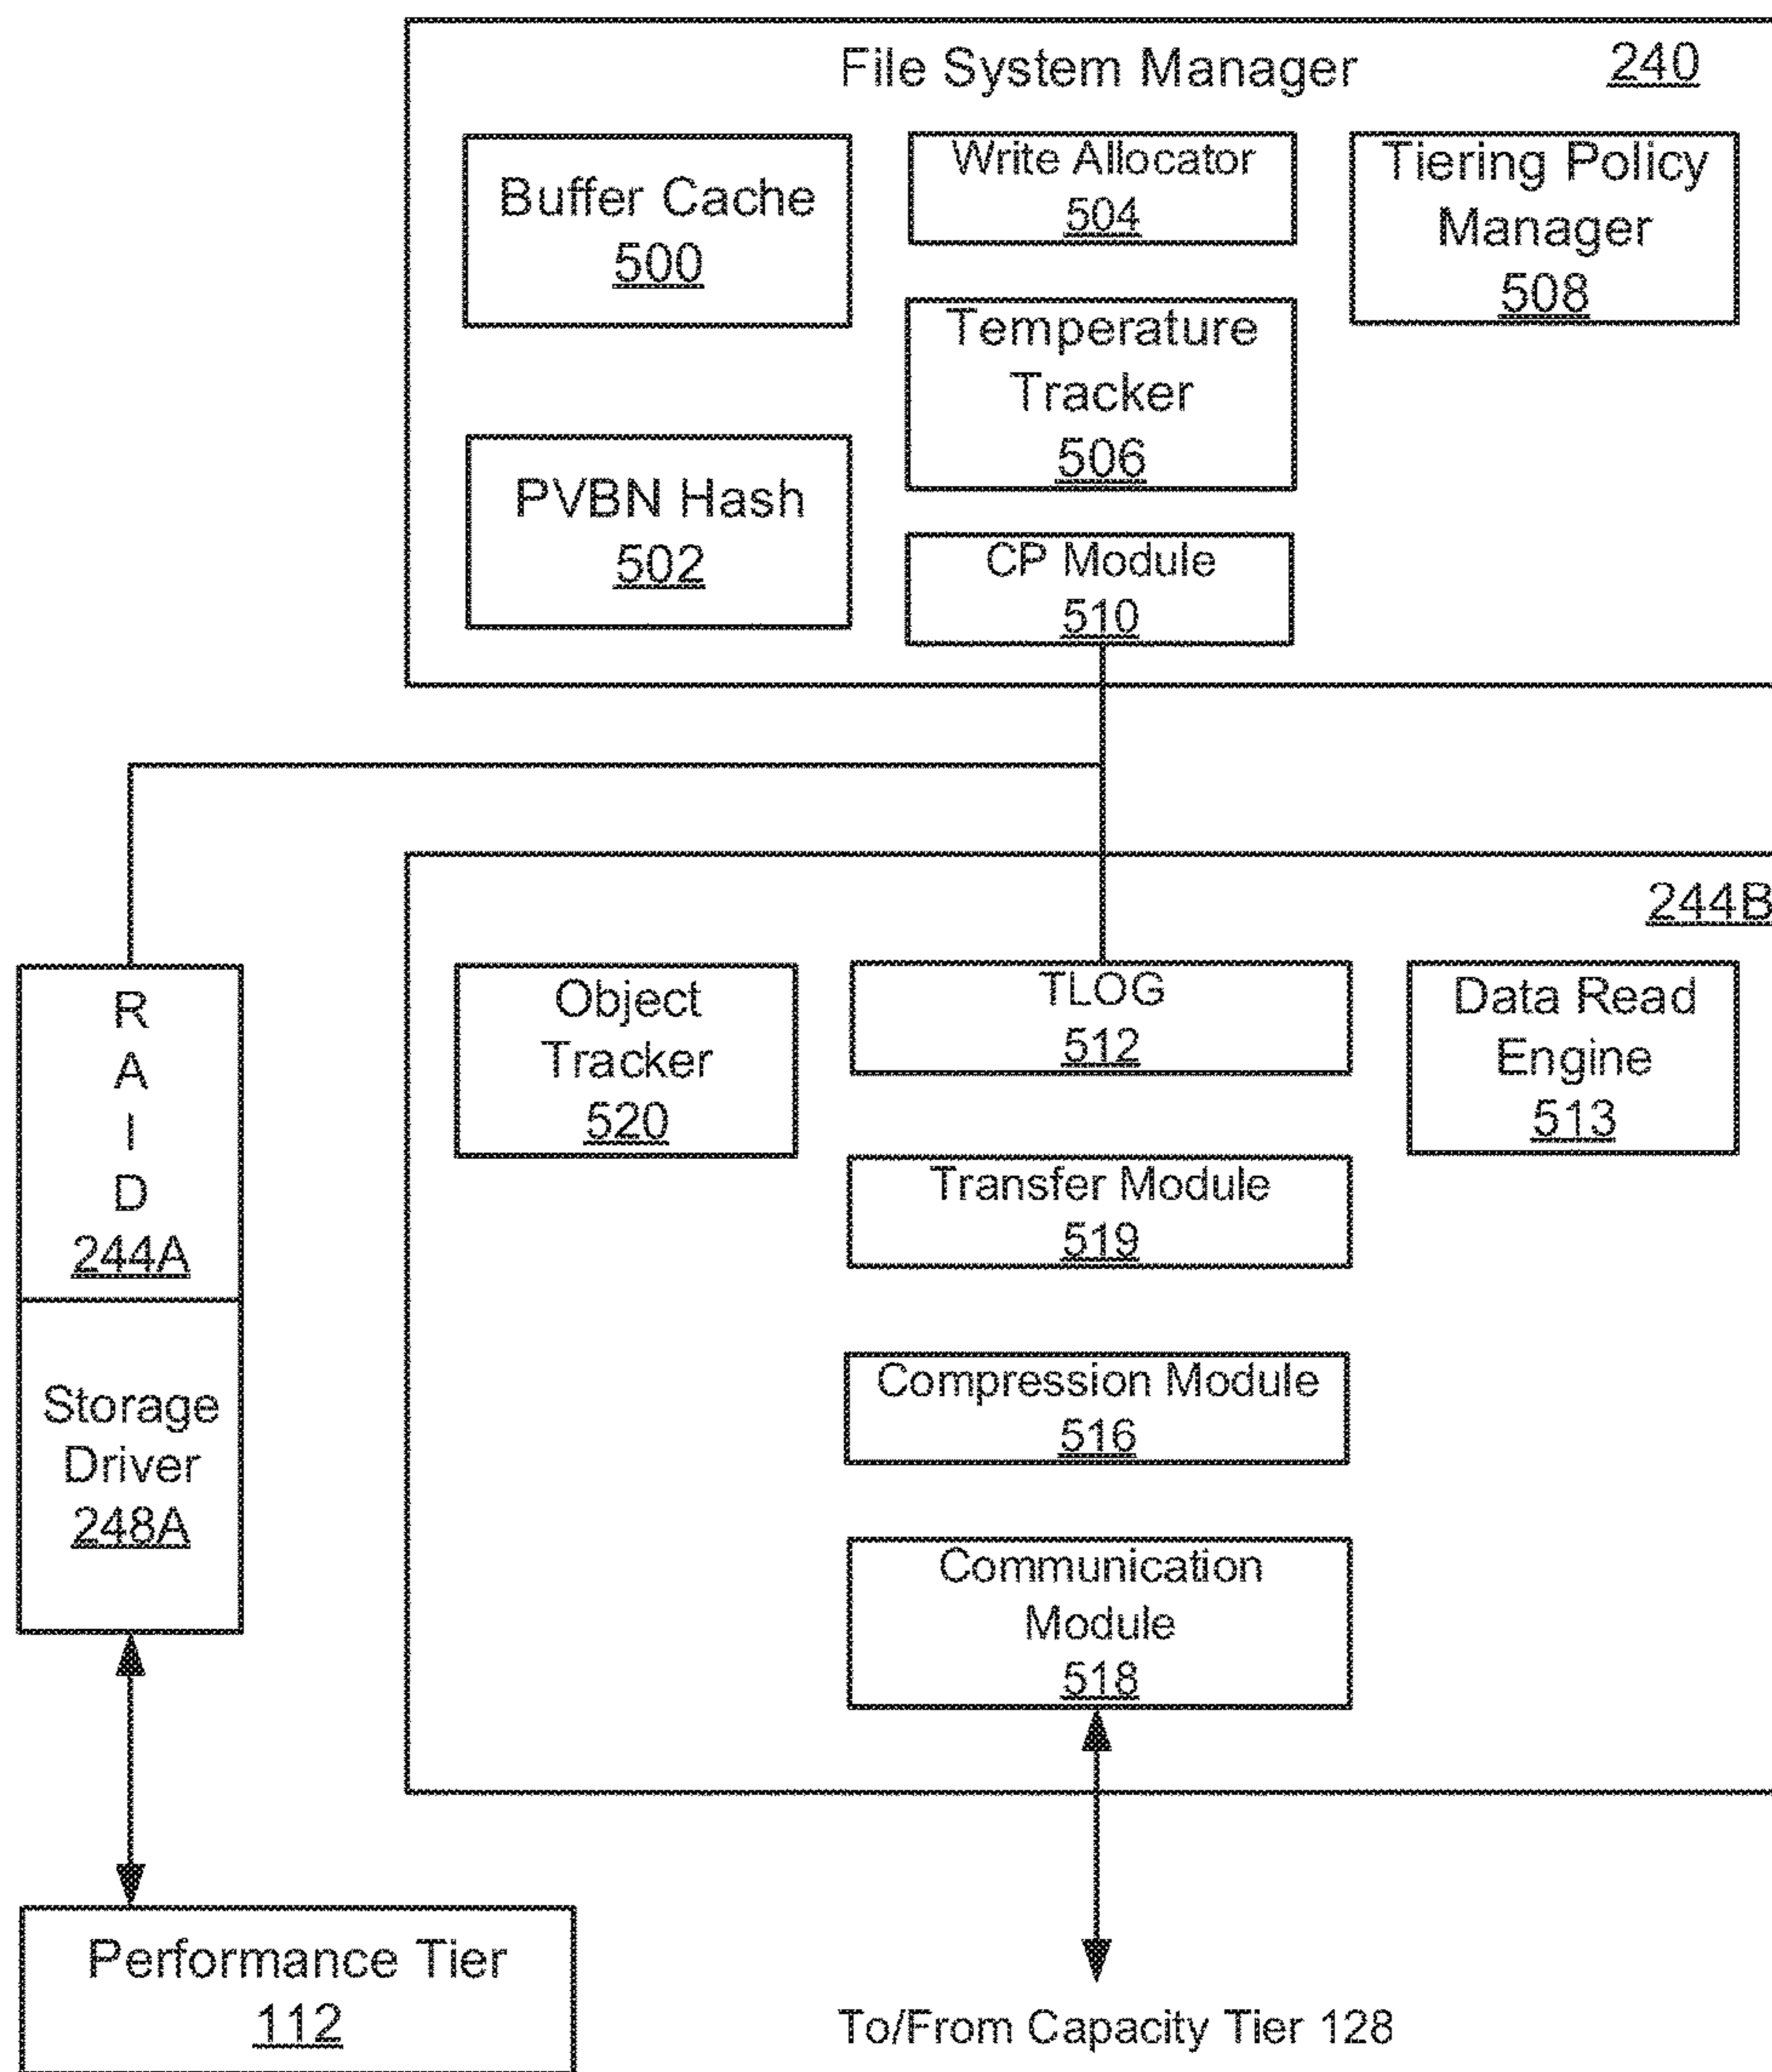 File System Manager 240
Buffer Cache
500
Write Allocator
504
Tiering Policy
Manager
508
Temperature
Tracker
506
PVBN Hash
502
CP Module
510
244B
R
A
I
D
244A
Storage
Driver
248A
Object
Tracker
520
TLOG
512
Data Read
Engine
513
Transfer Module
519
Compression Module
516
Communication
Module
518
Performance Tier
112
To/From Capacity Tier 128